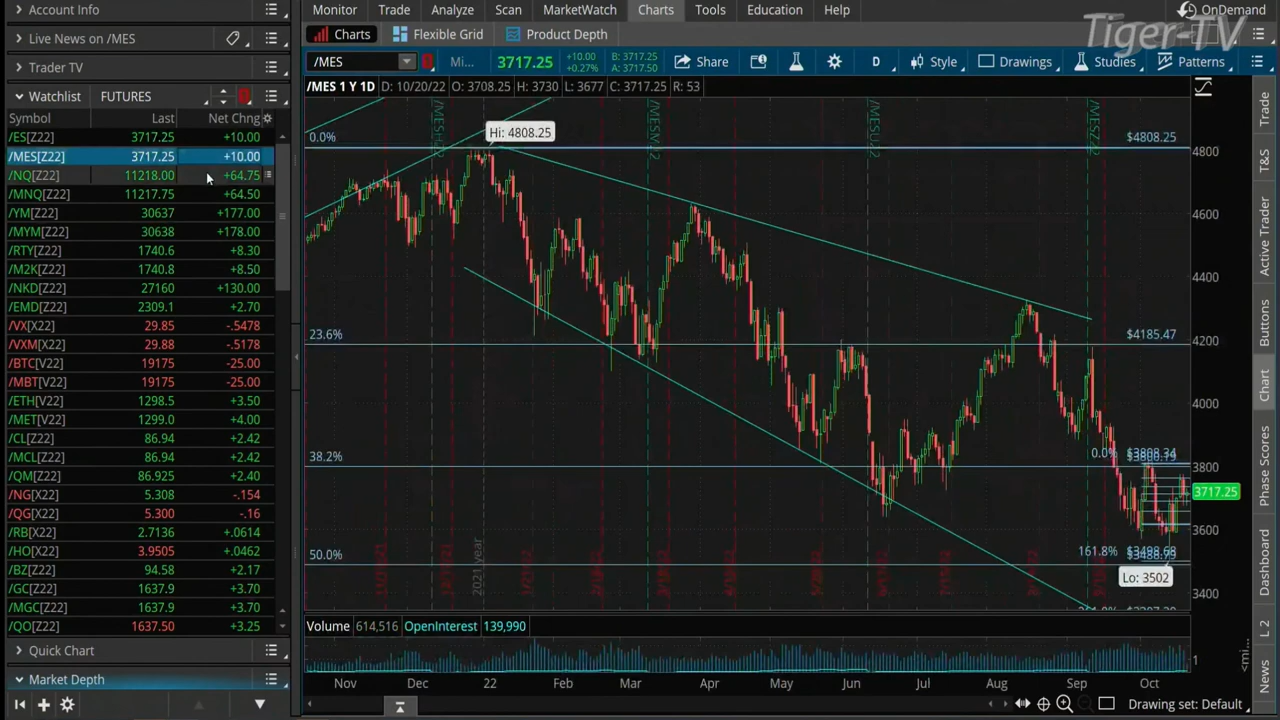 Account Info
Monitor Trade Analyze Scan MarketWatch Charts Tools Education Help
OnDemand
Tiger-TV
Live News on /MES
Charts Flexible Grid Product Depth
Trader TV
/MES Mi... 3717.25 +10.00 +0.27% B: 3717.25 A: 3717.50 Share D Style Drawings Studies Patterns
Watchlist FUTURES
/MES 1 Y 1D D: 10/20/22 O: 3708.25 H: 3730 L: 3677 C: 3717.25 R: 53
Symbol Last Net Chng
/ES[Z22] 3717.25 +10.00
/MES[Z22] 3717.25 +10.00
/NQ[Z22] 11218.00 +64.75
/MNQ[Z22] 11217.75 +64.50
/YM[Z22] 30637 +177.00
/MYM[Z22] 30638 +178.00
/RTY[Z22] 1740.6 +8.30
/M2K[Z22] 1740.8 +8.50
/NKD[Z22] 27160 +130.00
/EMD[Z22] 2309.1 +2.70
/VX[X22] 29.85 -.5478
/VXM[X22] 29.88 -.5178
/BTC[V22] 19175 -25.00
/MBT[V22] 19175 -25.00
/ETH[V22] 1298.5 +3.50
/MET[V22] 1299.0 +4.00
/CL[Z22] 86.94 +2.42
/MCL[Z22] 86.94 +2.42
/QM[Z22] 86.925 +2.40
/NG[X22] 5.308 -.154
/QG[X22] 5.300 -.16
/RB[X22] 2.7136 +.0614
/HO[X22] 3.9505 +.0462
/BZ[Z22] 94.58 +2.17
/GC[Z22] 1637.9 +3.70
/MGC[Z22] 1637.9 +3.70
/QO[Z22] 1637.50 +3.25
Quick Chart
Market Depth
0.0%
Hi: 4808.25
$4808.25
/MESU22
/MESZ22
23.6%
$4185.47
38.2%
0.0% $3808.34
50.0%
161.8%
Lo: 3502
2021 year
4800
4600
4400
4200
4000
3800
3717.25
3600
3400
Volume 614,516 OpenInterest 139,990
1
<mi...
Nov Dec 22 Feb Mar Apr May Jun Jul Aug Sep Oct
Drawing set: Default
Trade
T&S
Active Trader
Buttons
Chart
Phase Scores
Dashboard
L 2
News